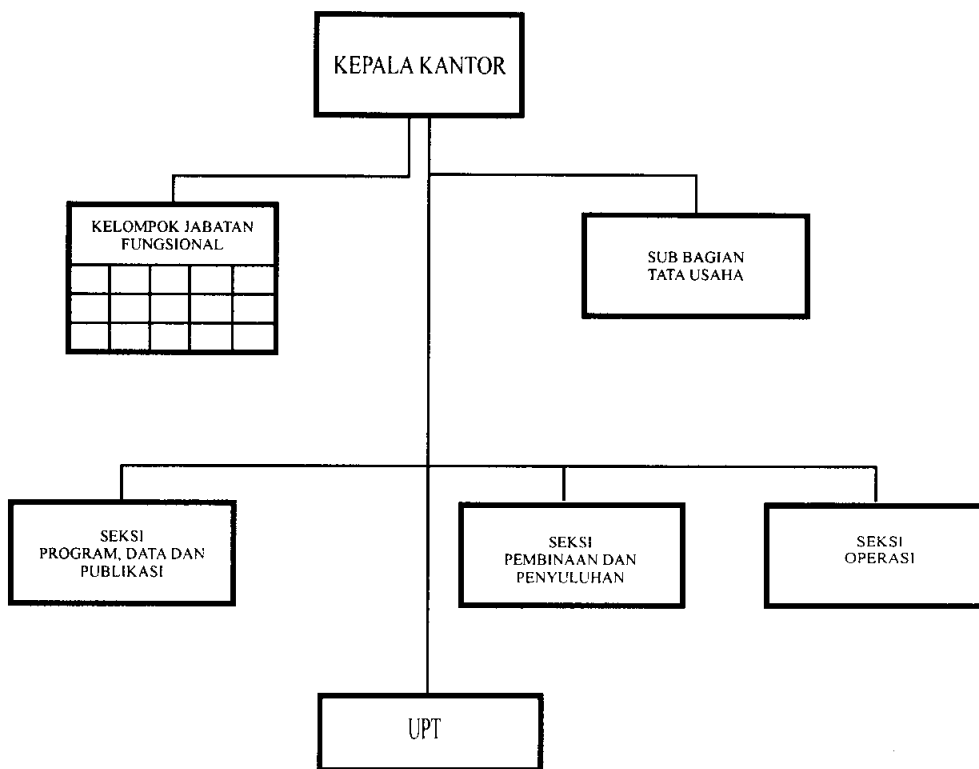 KEPALA KANTOR
KELOMPOK JABATAN
FUNGSIONAL
SUB BAGIAN
TATA USAHA
SEKSI
PROGRAM, DATA DAN
PUBLIKASI
SEKSI
PEMBINAAN DAN
PENYULUHAN
SEKSI
OPERASI
UPT